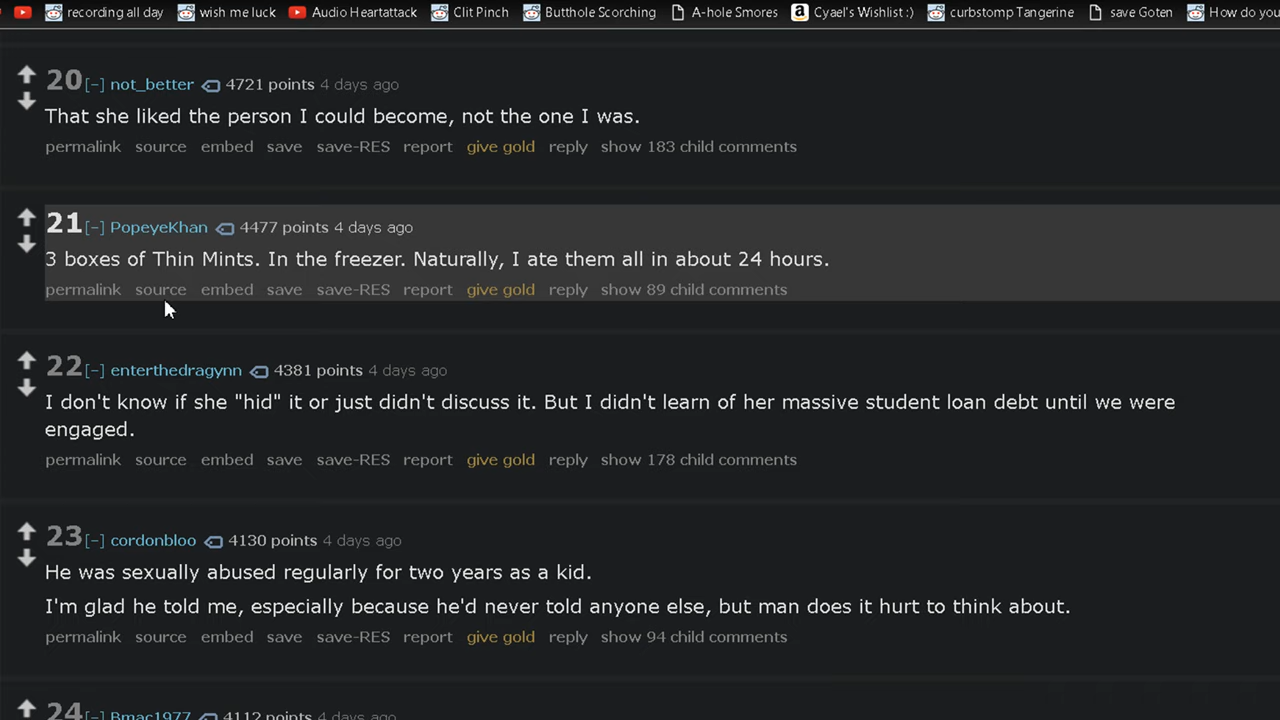 recording all day wish me luck Audio Heartattack Clit Pinch Butthole Scorching A-hole Smores Cyael's Wishlist :) curbstomp Tangerine save Goten How do you
20 [-] not_better 4721 points 4 days ago
That she liked the person I could become, not the one I was.
permalink source embed save save-RES report give gold reply show 183 child comments
21 [-] PopeyeKhan 4477 points 4 days ago
3 boxes of Thin Mints. In the freezer. Naturally, I ate them all in about 24 hours.
permalink source embed save save-RES report give gold reply show 89 child comments
22 [-] enterthedragynn 4381 points 4 days ago
I don't know if she "hid" it or just didn't discuss it. But I didn't learn of her massive student loan debt until we were
engaged.
permalink source embed save save-RES report give gold reply show 178 child comments
23 [-] cordonbloo 4130 points 4 days ago
He was sexually abused regularly for two years as a kid.
I'm glad he told me, especially because he'd never told anyone else, but man does it hurt to think about.
permalink source embed save save-RES report give gold reply show 94 child comments
24 [-] Bmac1977 4112 points 4 days ago